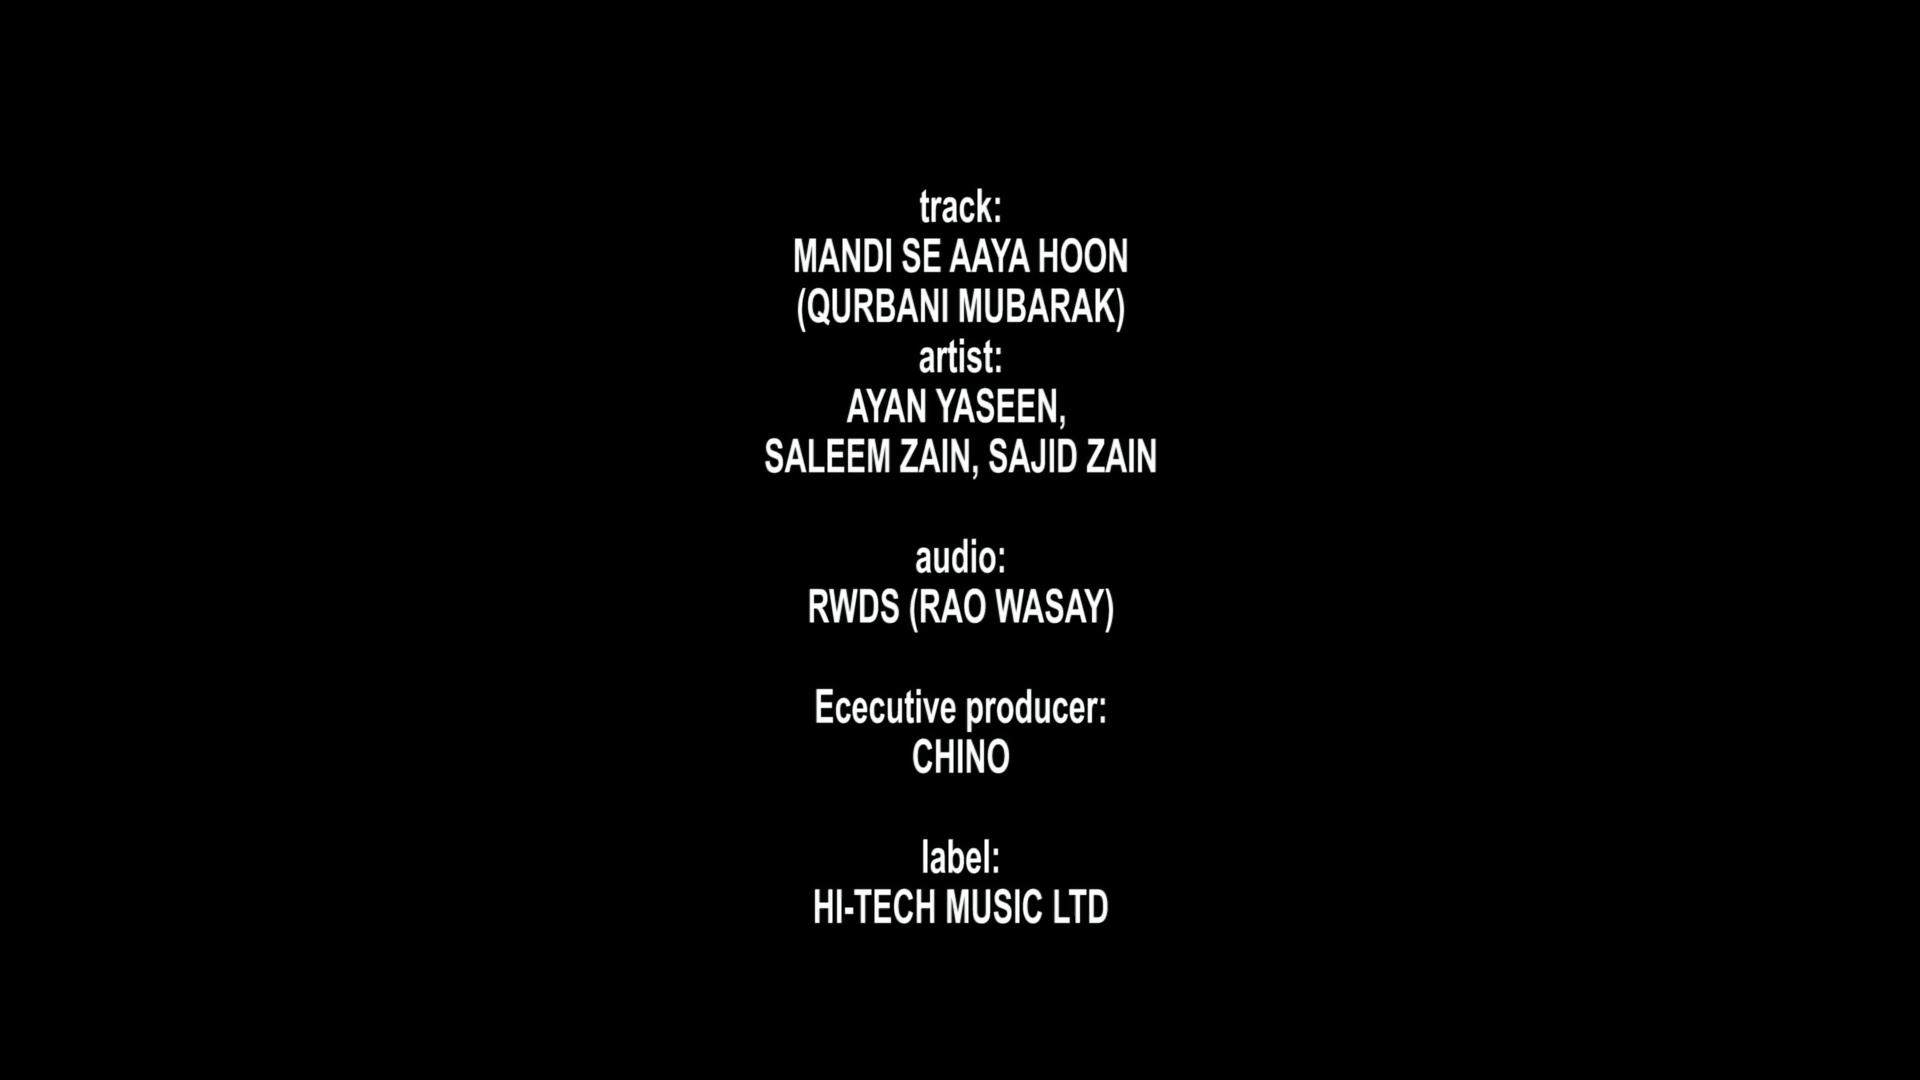 track:
MANDI SE AAYA HOON
(QURBANI MUBARAK)
artist:
AYAN YASEEN,
SALEEM ZAIN, SAJID ZAIN
audio:
RWDS (RAO WASAY)
Ececutive producer:
CHINO
label:
HI-TECH MUSIC LTD